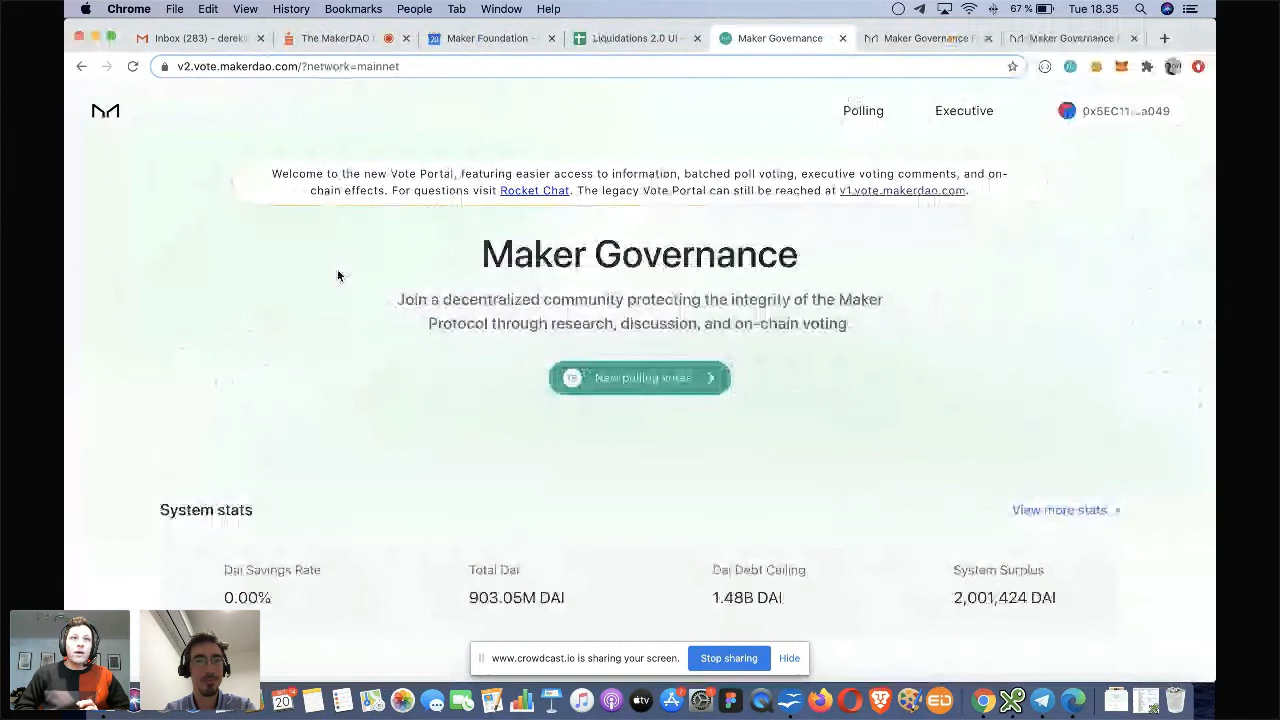 Chrome File Edit View History Bookmarks People Tab Window Help 67 % Tue 18.35
Inbox (283) - derek The MakerDAO Maker Foundation - Liquidations 2.0 UI - Maker Governance Maker Governance F Maker Governance F
v2.vote.makerdao.com/?network=mainnet
Polling Executive 0x5EC11...a049
Welcome to the new Vote Portal, featuring easier access to information, batched poll voting, executive voting comments, and on-
chain effects. For questions visit Rocket Chat. The legacy Vote Portal can still be reached at v1.vote.makerdao.com.
Maker Governance
Join a decentralized community protecting the integrity of the Maker
Protocol through research, discussion, and on-chain voting.
New polling votes
System stats View more stats
Dai Savings Rate Total Dai Dai Debt Ceiling System Surplus
0.00% 903.05M DAI 1.48B DAI 2,001,424 DAI
www.crowdcast.io is sharing your screen. Stop sharing Hide